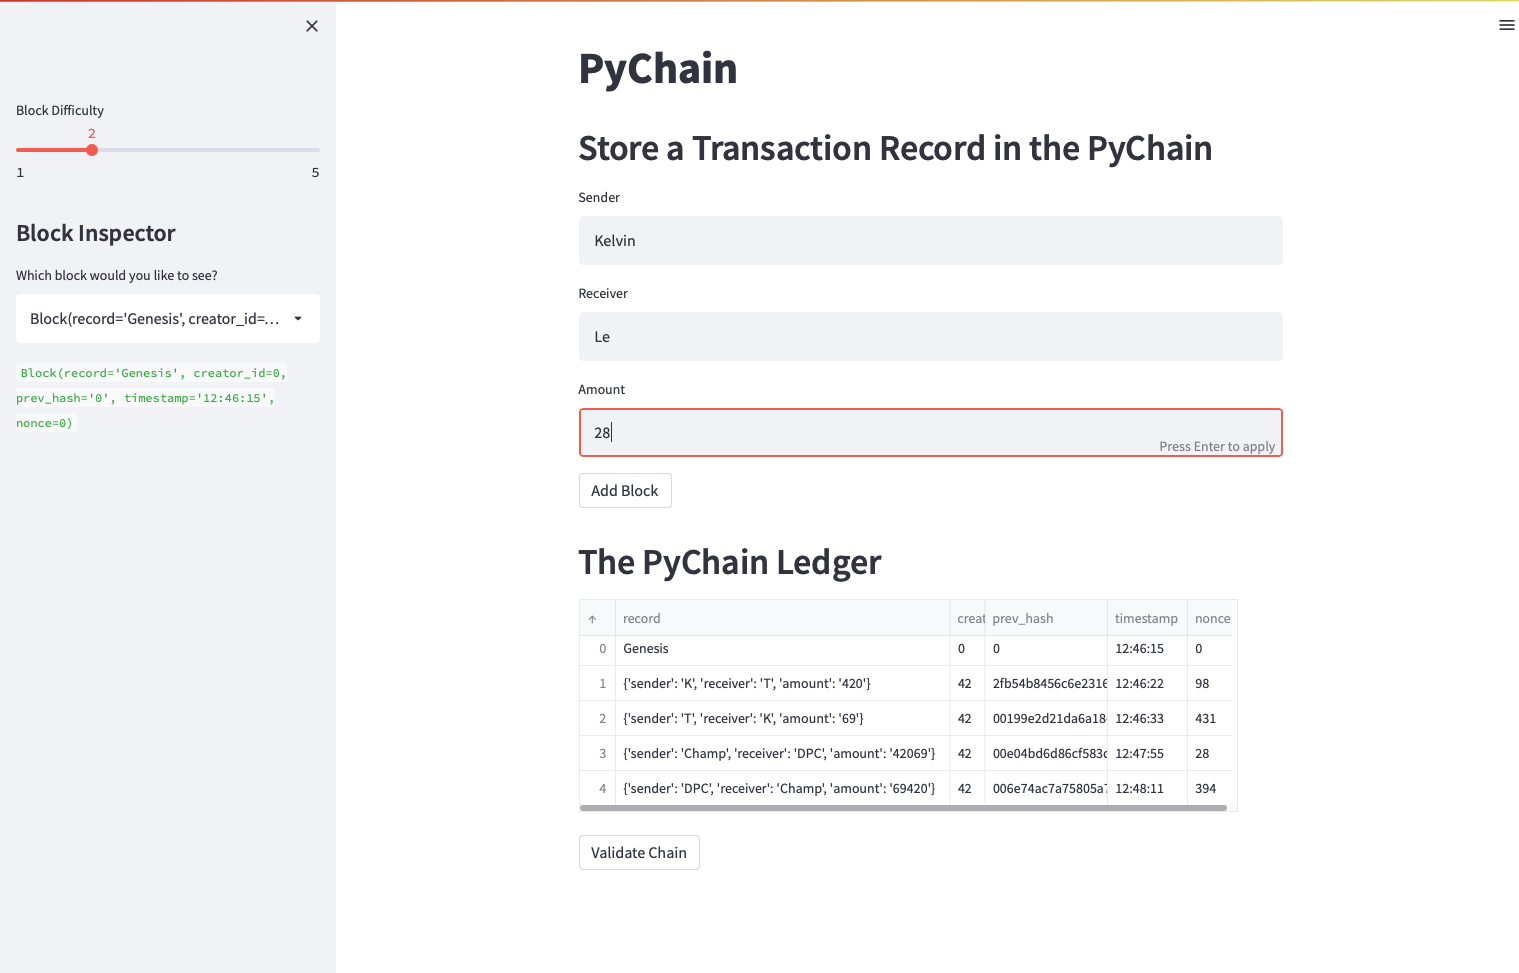 Block Difficulty
2
1 5
Block Inspector
Which block would you like to see?
Block(record='Genesis', creator_id=...
Block(record='Genesis', creator_id=0,
prev_hash='0', timestamp='12:46:15',
nonce=0)
PyChain
Store a Transaction Record in the PyChain
Sender
Kelvin
Receiver
Le
Amount
28
Press Enter to apply
Add Block
The PyChain Ledger
↑ record creat prev_hash timestamp nonce
0 Genesis 0 0 12:46:15 0
1 {'sender': 'K', 'receiver': 'T', 'amount': '420'} 42 2fb54b8456c6e2316 12:46:22 98
2 {'sender': 'T', 'receiver': 'K', 'amount': '69'} 42 00199e2d21da6a18 12:46:33 431
3 {'sender': 'Champ', 'receiver': 'DPC', 'amount': '42069'} 42 00e04bd6d86cf583c 12:47:55 28
4 {'sender': 'DPC', 'receiver': 'Champ', 'amount': '69420'} 42 006e74ac7a75805a7 12:48:11 394
Validate Chain